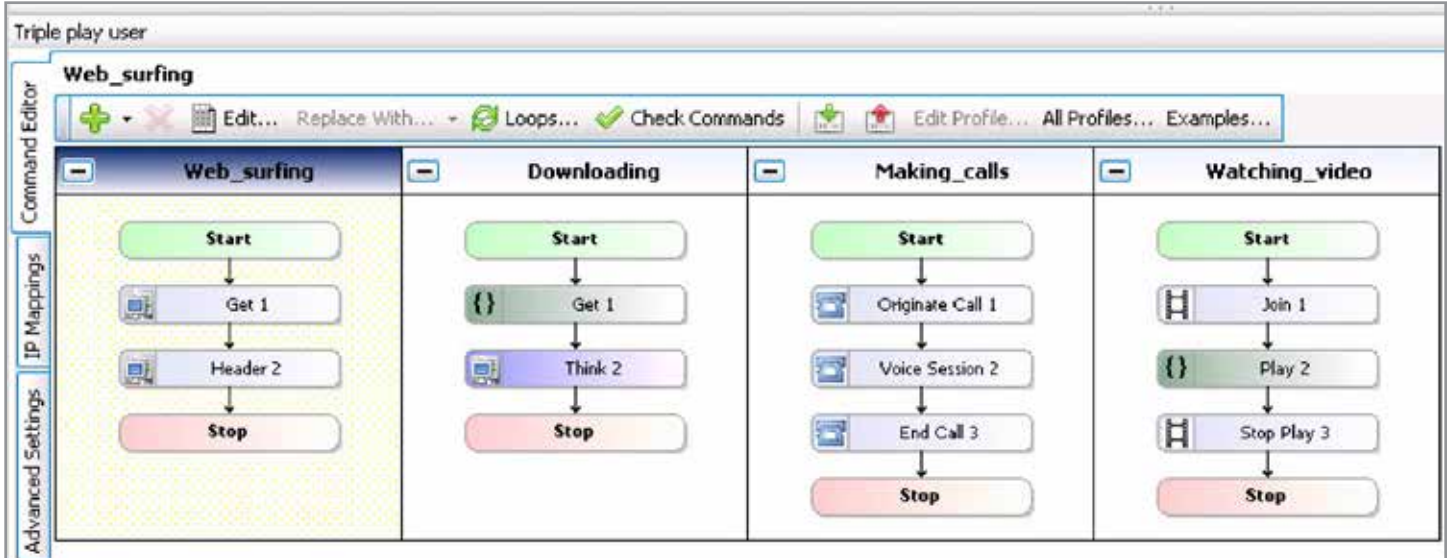 Triple play user
Web_surfing
Command Editor
IP Mappings
Advanced Settings
Edit... Replace With... Loops... Check Commands Edit Profile... All Profiles... Examples...
Web_surfing
Start
Get 1
Header 2
Stop
Downloading
Start
{} Get 1
Think 2
Stop
Making_calls
Start
Originate Call 1
Voice Session 2
End Call 3
Stop
Watching_video
Start
Join 1
{} Play 2
Stop Play 3
Stop